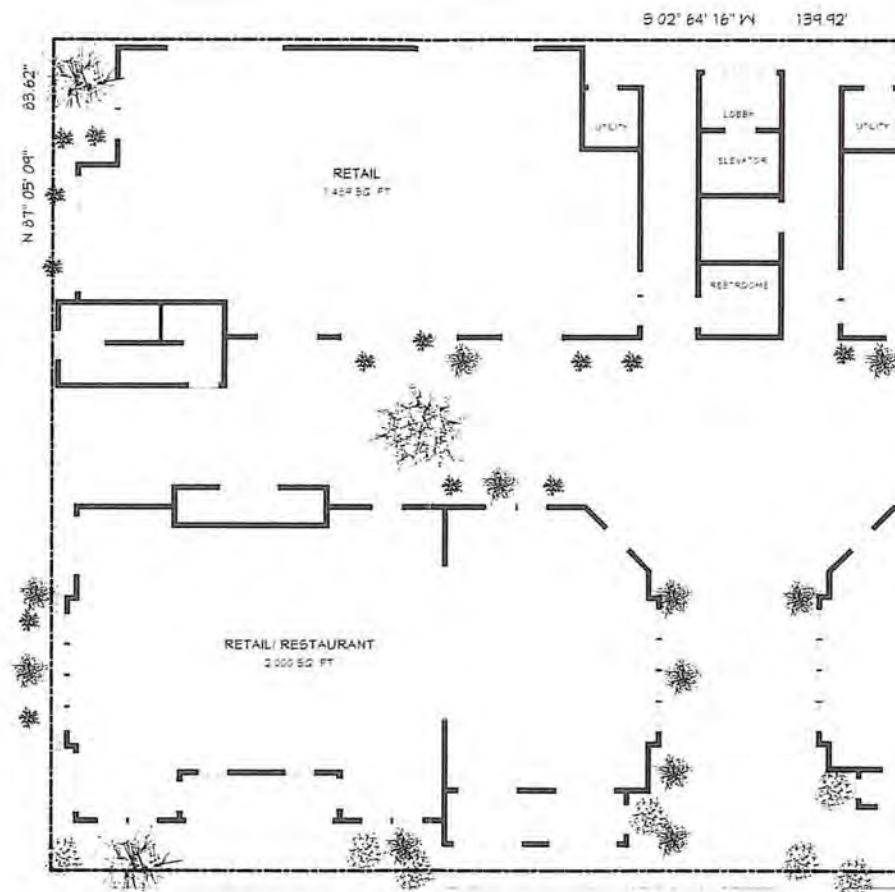 S 02° 64' 16" W 139.92'
N 87° 05' 09" 83.62"
UTILITY
LOBBY
UTILITY
ELEVATOR
RETAIL
RESTROOMS
RETAIL/ RESTAURANT
2,000 SQ. FT